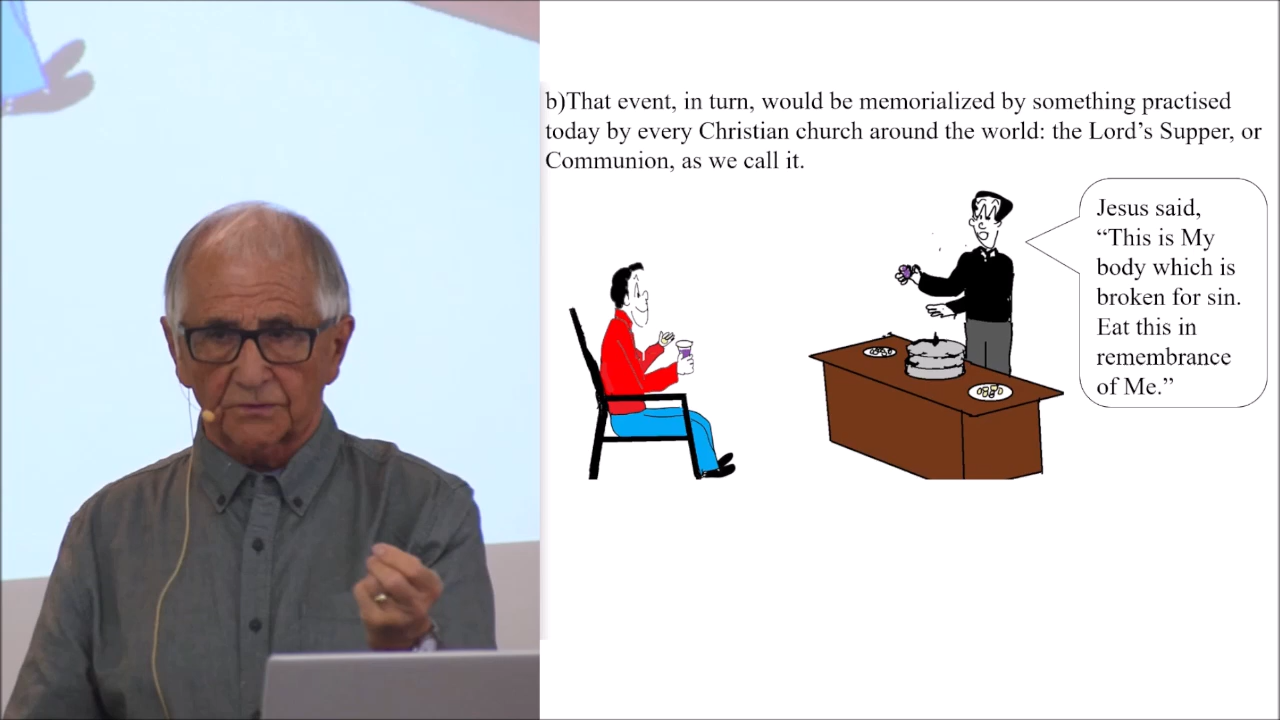 b)That event, in turn, would be memorialized by something practised
today by every Christian church around the world: the Lord’s Supper, or
Communion, as we call it.
Jesus said,
“This is My
body which is
broken for sin.
Eat this in
remembrance
of Me.”